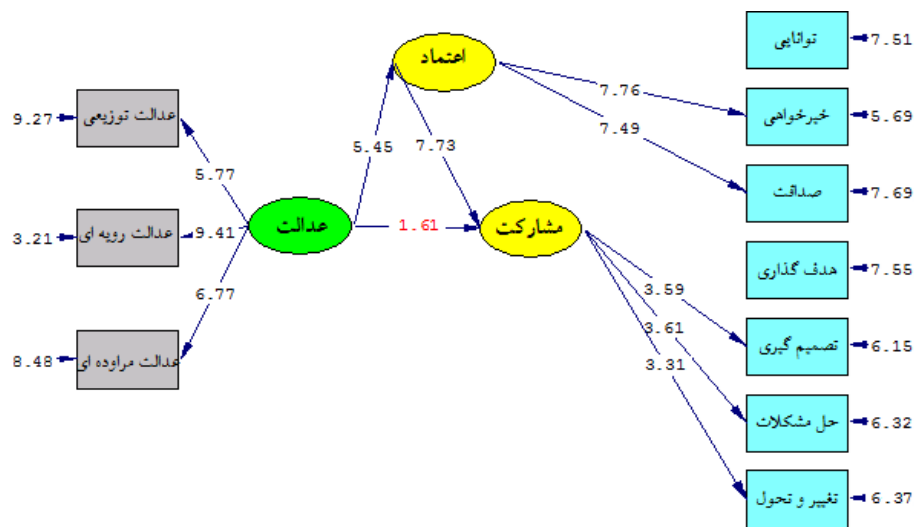 اعتماد
توانایی
7.51
7.76
خیرخواهی
5.69
9.27
عدالت توزیعی
5.45
7.73
7.49
5.77
صداقت
7.69
3.21
عدالت رویه ای
9.41
عدالت
1.61
مشارکت
هدف گذاری
7.55
6.77
3.59
8.48
عدالت مراوده ای
3.61
تصمیم گیری
6.15
3.31
حل مشکلات
6.32
تغییر و تحول
6.37